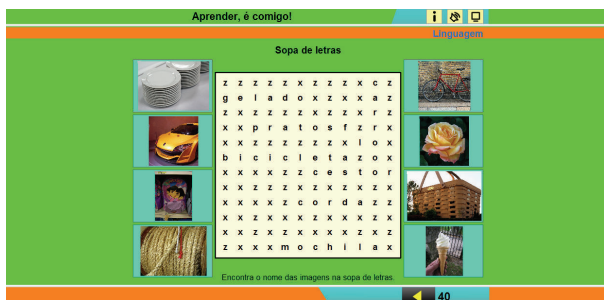 Aprender, é comigo!
Linguagem
Sopa de letras
z z z z z x z z z x c z
g e l a d o x z x x a z
z x z z z z x z z x r z
x x p r a t o s f z r x
x x z z z z z z x l o x
b i c i c l e t a z o x
x x x x z z c e s t o r
x x z z z x z x z x z x
x x x x z c o r d a z z
x x x z x z x x x x z x
x x x x x z x x x z x z
z x x x m o c h i l a x
Encontra o nome das imagens na sopa de letras.
40